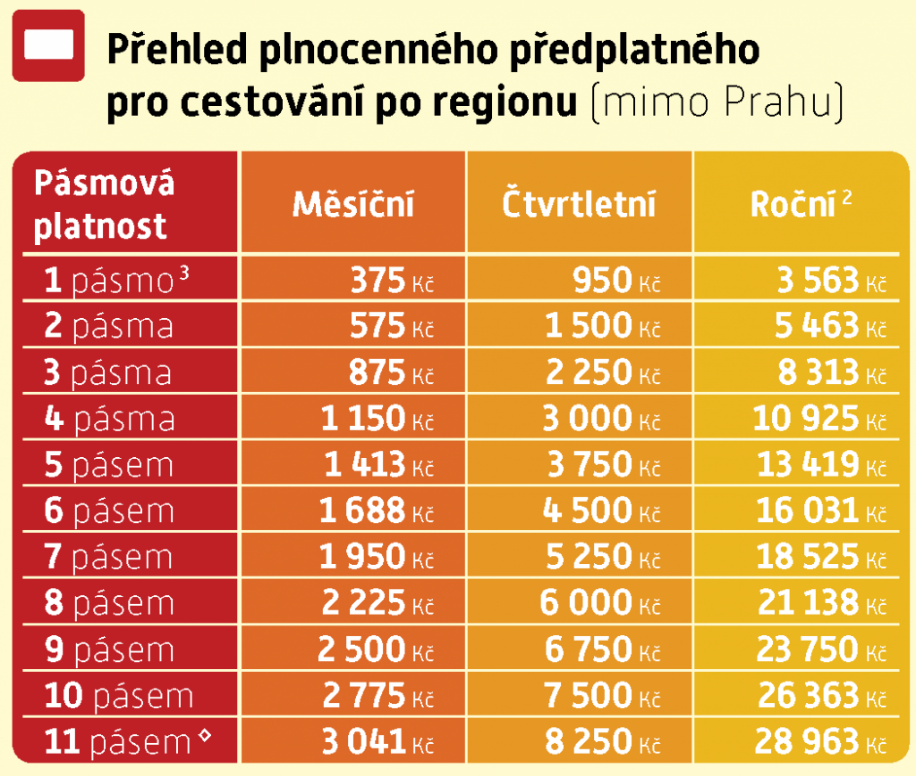 Přehled plnocenného předplatného
pro cestování po regionu (mimo Prahu)
Pásmová platnost Měsíční Čtvrtletní Roční²
1 pásmo³ 375 Kč 950 Kč 3 563 Kč
2 pásma 575 Kč 1 500 Kč 5 463 Kč
3 pásma 875 Kč 2 250 Kč 8 313 Kč
4 pásma 1 150 Kč 3 000 Kč 10 925 Kč
5 pásem 1 413 Kč 3 750 Kč 13 419 Kč
6 pásem 1 688 Kč 4 500 Kč 16 031 Kč
7 pásem 1 950 Kč 5 250 Kč 18 525 Kč
8 pásem 2 225 Kč 6 000 Kč 21 138 Kč
9 pásem 2 500 Kč 6 750 Kč 23 750 Kč
10 pásem 2 775 Kč 7 500 Kč 26 363 Kč
11 pásem⋄ 3 041 Kč 8 250 Kč 28 963 Kč